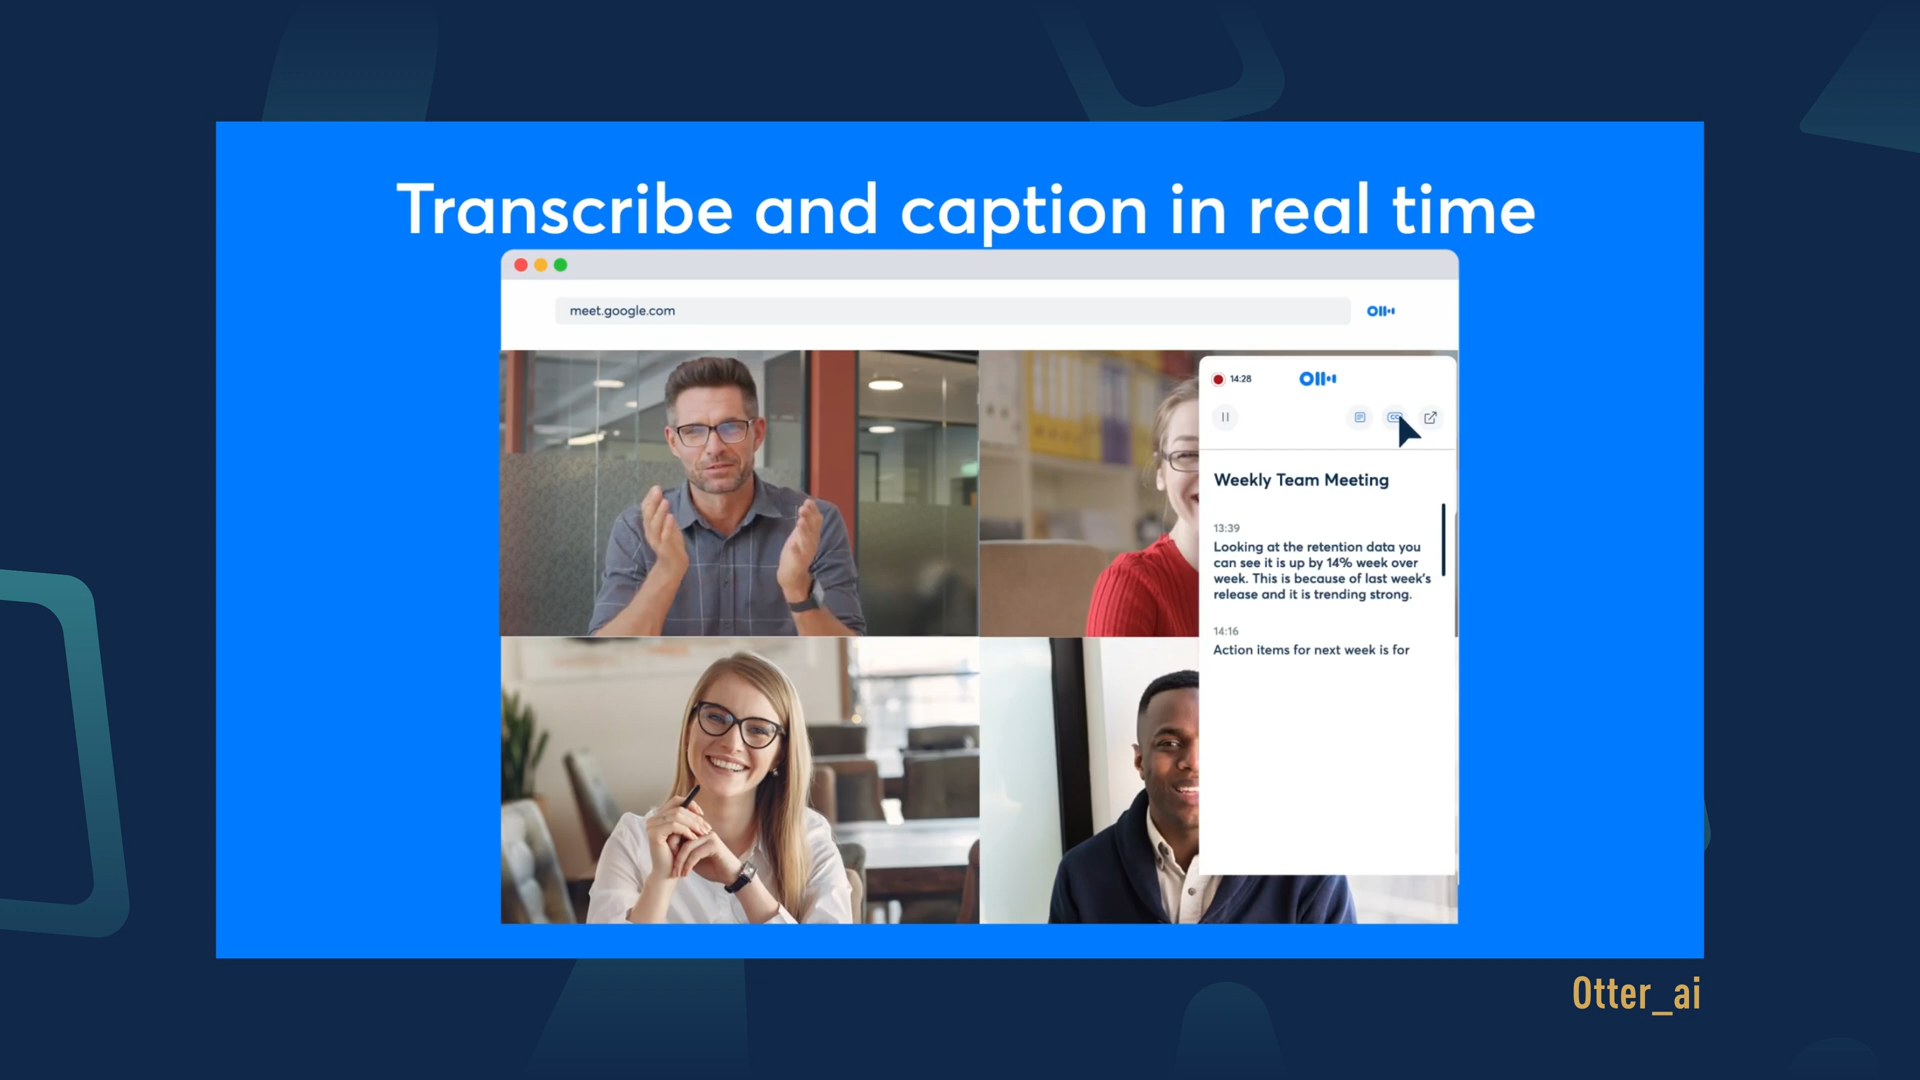 Transcribe and caption in real time
meet.google.com
14:28
CC
Weekly Team Meeting
13:39
Looking at the retention data you
can see it is up by 14% week over
week. This is because of last week's
release and it is trending strong.
14:16
Action items for next week is for
Otter_ai